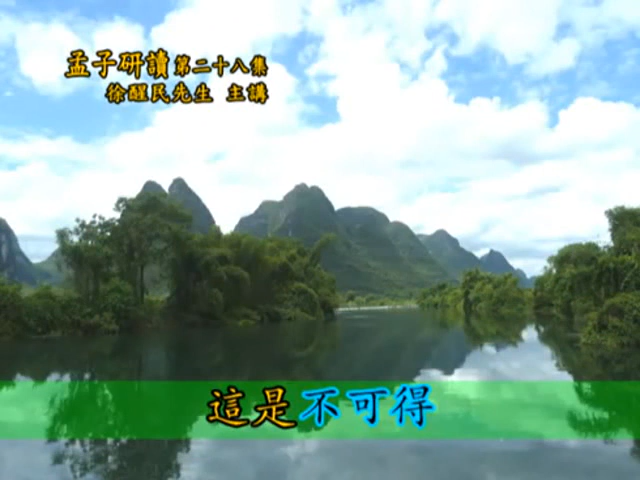 孟子研讀 第二十八集
徐醒民先生 主講
這是不可得